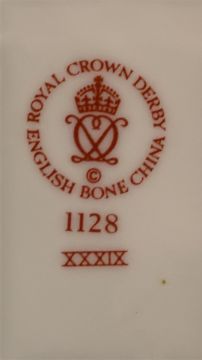 ROYAL CROWN DERBY
ENGLISH BONE CHINA
©
1128
XXXIX